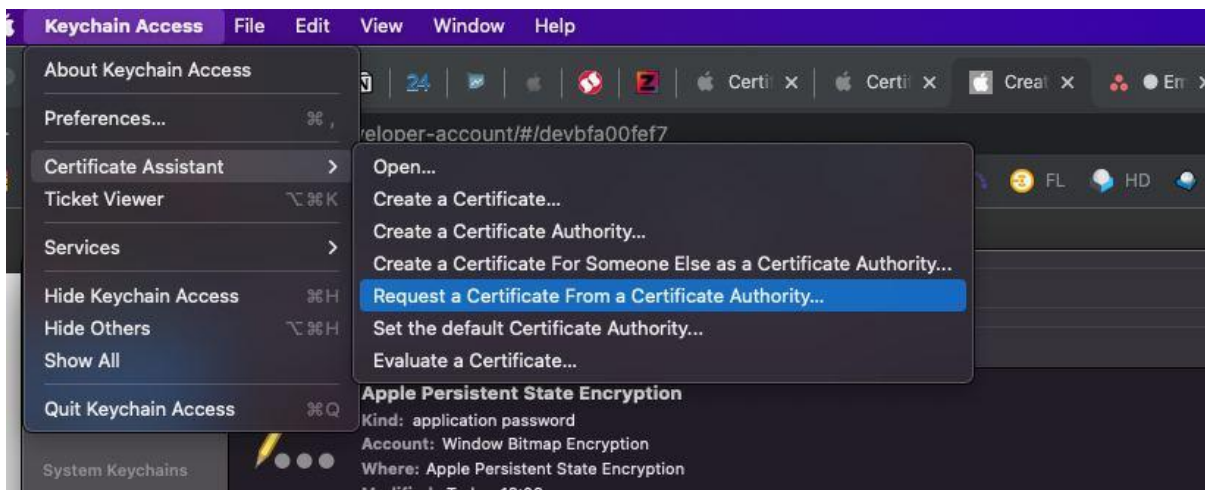 Keychain Access File Edit View Window Help
About Keychain Access
24 Certi Certi Creat Em
Preferences... ⌘ ,
veloper-account/#/devbfa00fef7
Certificate Assistant >
Open...
FL HD
Ticket Viewer ⌥⌘K
Create a Certificate...
Create a Certificate Authority...
Services >
Create a Certificate For Someone Else as a Certificate Authority...
Hide Keychain Access ⌘H
Request a Certificate From a Certificate Authority...
Hide Others ⌥⌘H
Set the default Certificate Authority...
Show All
Evaluate a Certificate...
Apple Persistent State Encryption
Quit Keychain Access ⌘Q
Kind: application password
Account: Window Bitmap Encryption
System Keychains
Where: Apple Persistent State Encryption